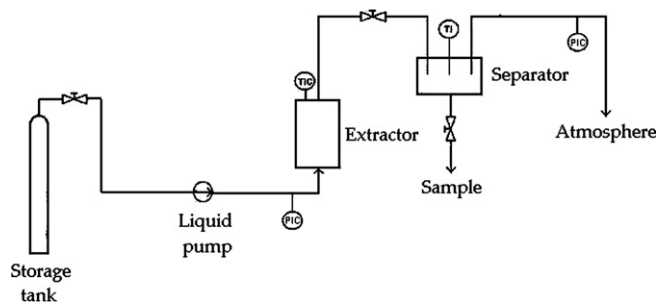 TI
PIC
TIC
Separator
Extractor
Atmosphere
Sample
Liquid
pump
PIC
Storage
tank